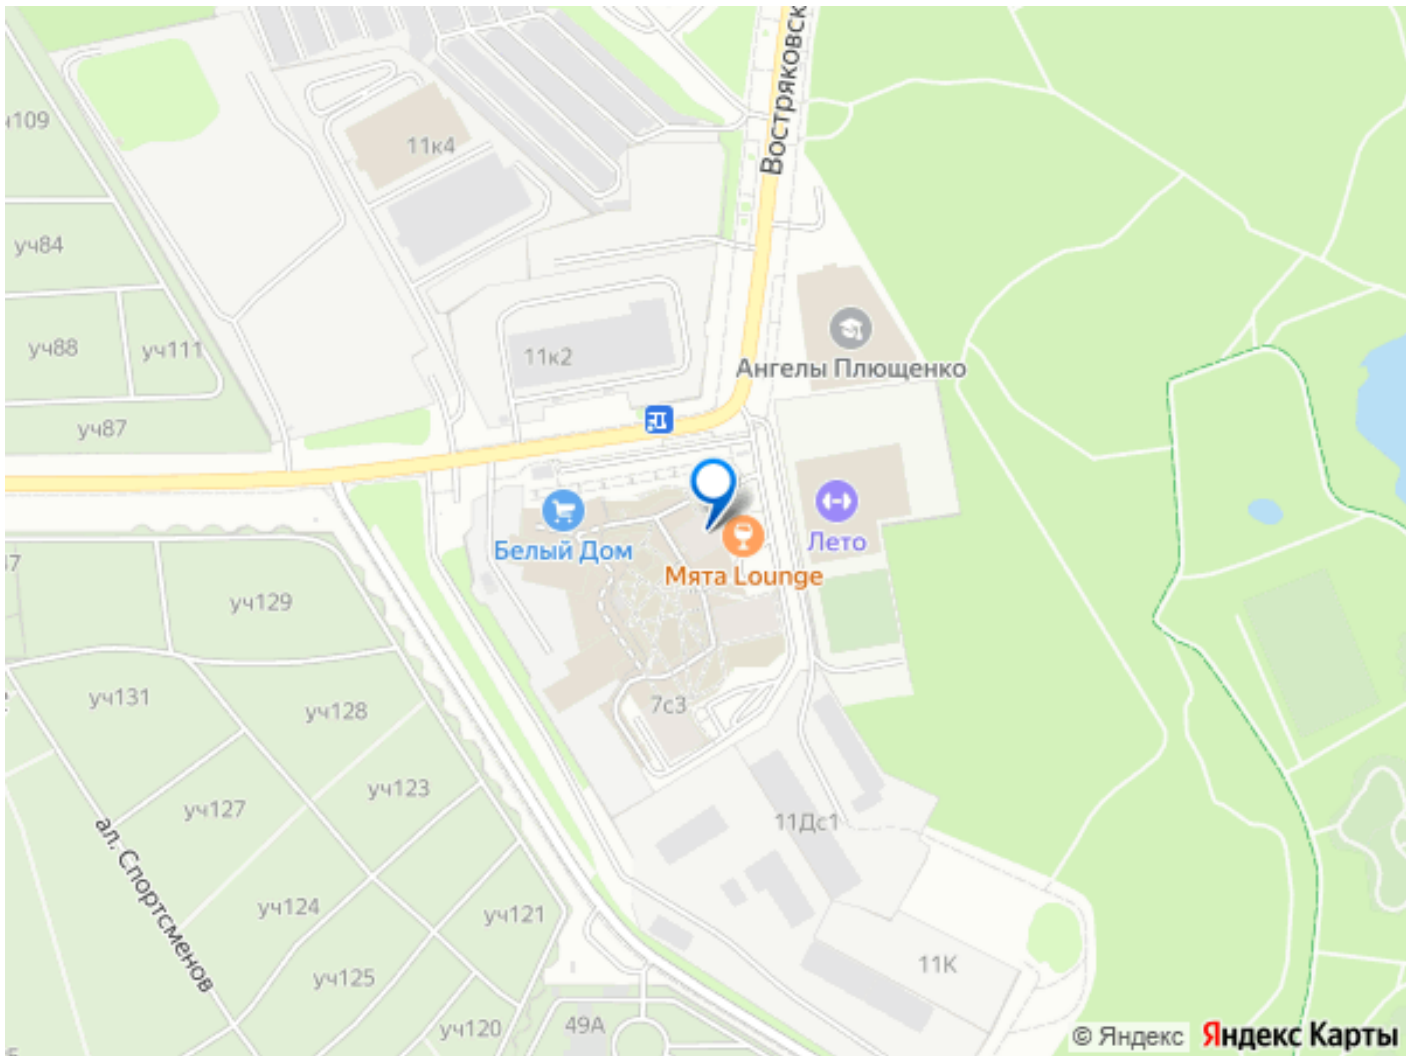 Востряковск
ч109
11к4
уч84
уч88
уч111
11к2
Ангелы Плющенко
уч87
Белый Дом
Лето
Мята Lounge
уч129
уч131
уч128
7с3
уч123
уч127
11Дс1
ал. Спортсменов
уч124
уч121
11К
уч125
уч120
49А
© Яндекс Яндекс Карты